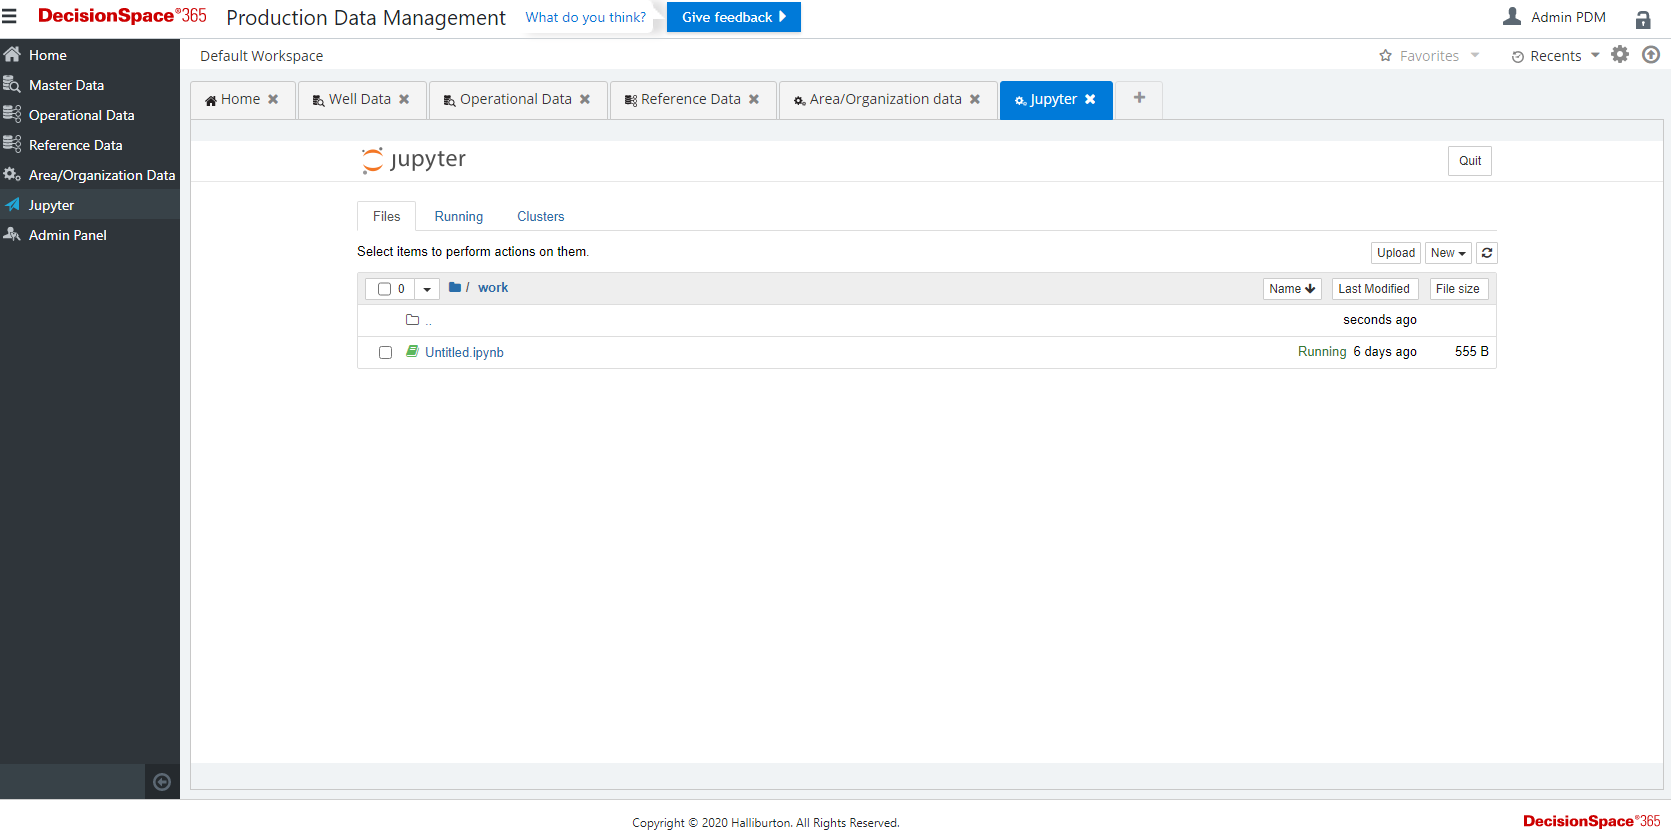 DecisionSpace®365 Production Data Management What do you think? Give feedback Admin PDM
Default Workspace Favorites Recents
Home
Master Data
Operational Data
Reference Data
Area/Organization Data
Jupyter
Admin Panel
Home Well Data Operational Data Reference Data Area/Organization data Jupyter +
jupyter Quit
Files Running Clusters
Select items to perform actions on them. Upload New
0 / work Name Last Modified File size
.. seconds ago
Untitled.ipynb Running 6 days ago 555 B
Copyright © 2020 Halliburton. All Rights Reserved. DecisionSpace®365